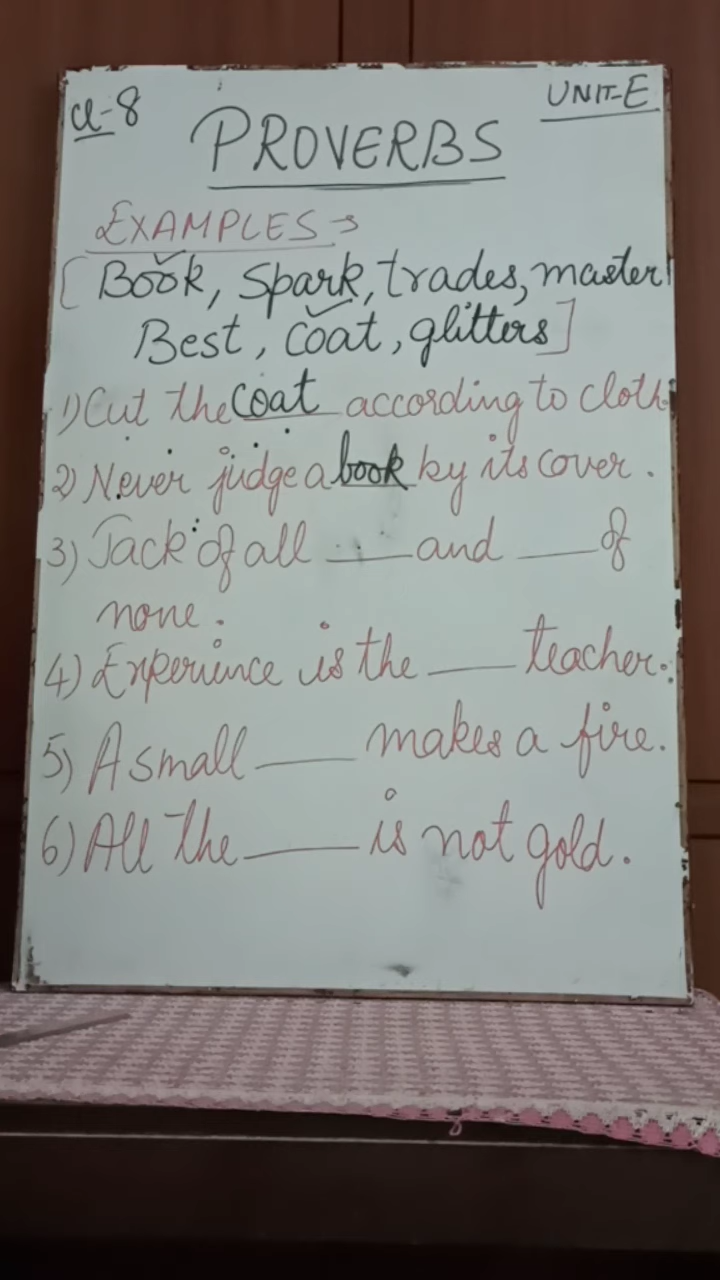 Cl-8
UNIT-E
PROVERBS
EXAMPLES →
[Book, Spark, trades, master
Best, coat, glitters]
1) Cut the coat according to cloth.
2) Never judge a book by its cover.
3) Jack of all ___ and ___ of
none.
4) Experience is the ___ teacher.
5) A small ___ makes a fire.
6) All the ___ is not gold.